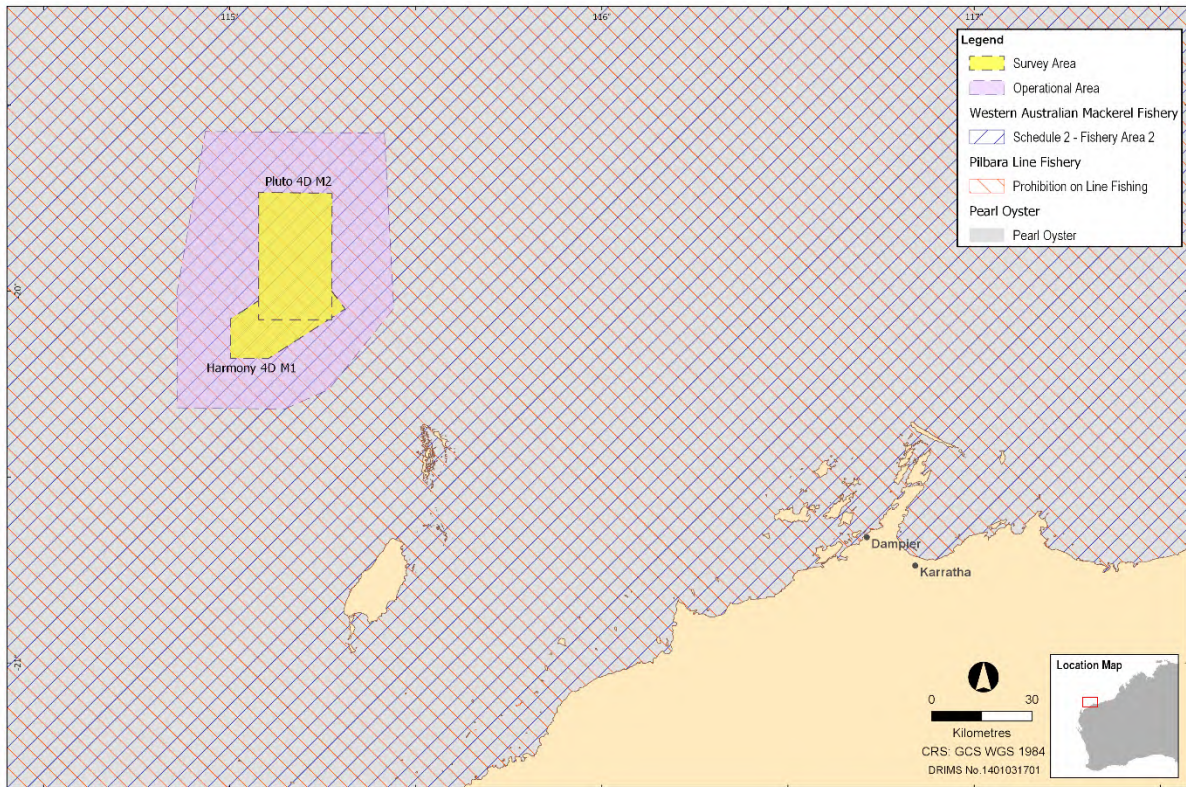 115°
116°
117°
-20°
-21°
Legend
Survey Area
Operational Area
Western Australian Mackerel Fishery
Schedule 2 - Fishery Area 2
Pilbara Line Fishery
Prohibition on Line Fishing
Pearl Oyster
Pearl Oyster
Pluto 4D M2
Harmony 4D M1
Dampier
Karratha
0 30
Kilometres
CRS: GCS WGS 1984
DRIMS No.1401031701
Location Map